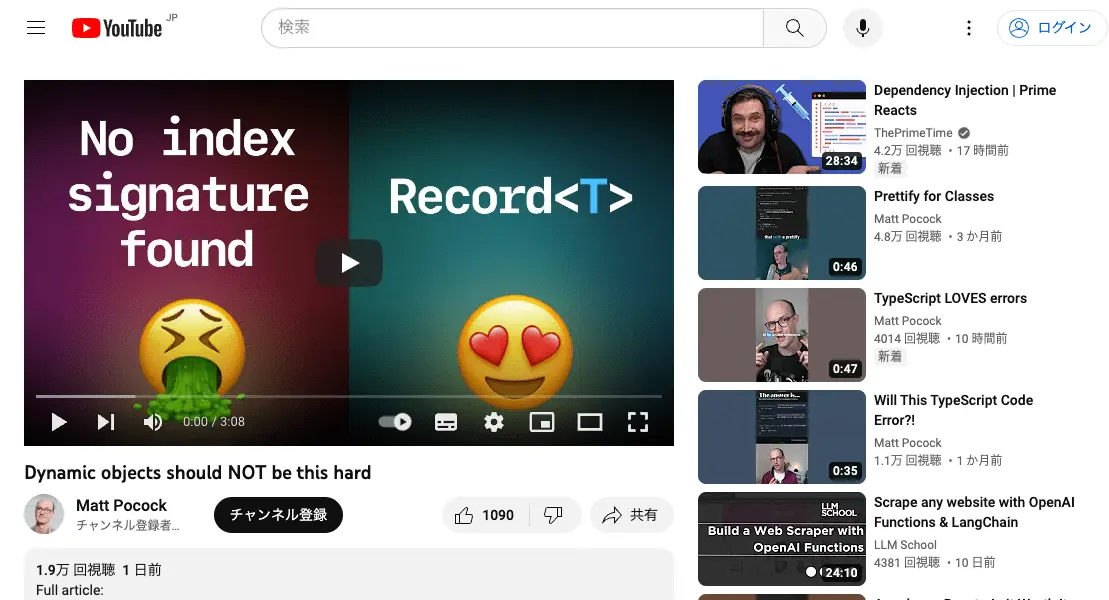 YouTube JP
検索
ログイン
No index
signature
found
Record<T>
0:00 / 3:08
Dynamic objects should NOT be this hard
Matt Pocock
チャンネル登録者…
チャンネル登録
1090
共有
1.9万 回視聴 1 日前
Full article:
28:34
Dependency Injection | Prime
Reacts
ThePrimeTime
4.2万 回視聴 ・17 時間前
新着
0:46
Prettify for Classes
Matt Pocock
4.8万 回視聴 ・3 か月前
0:47
TypeScript LOVES errors
Matt Pocock
4014 回視聴 ・10 時間前
新着
The answer is...
0:35
Will This TypeScript Code
Error?!
Matt Pocock
1.1万 回視聴 ・1 か月前
LLM
SCHOOL
Build a Web Scraper with
OpenAI Functions
24:10
Scrape any website with OpenAI
Functions & LangChain
LLM School
4381 回視聴 ・10 日前